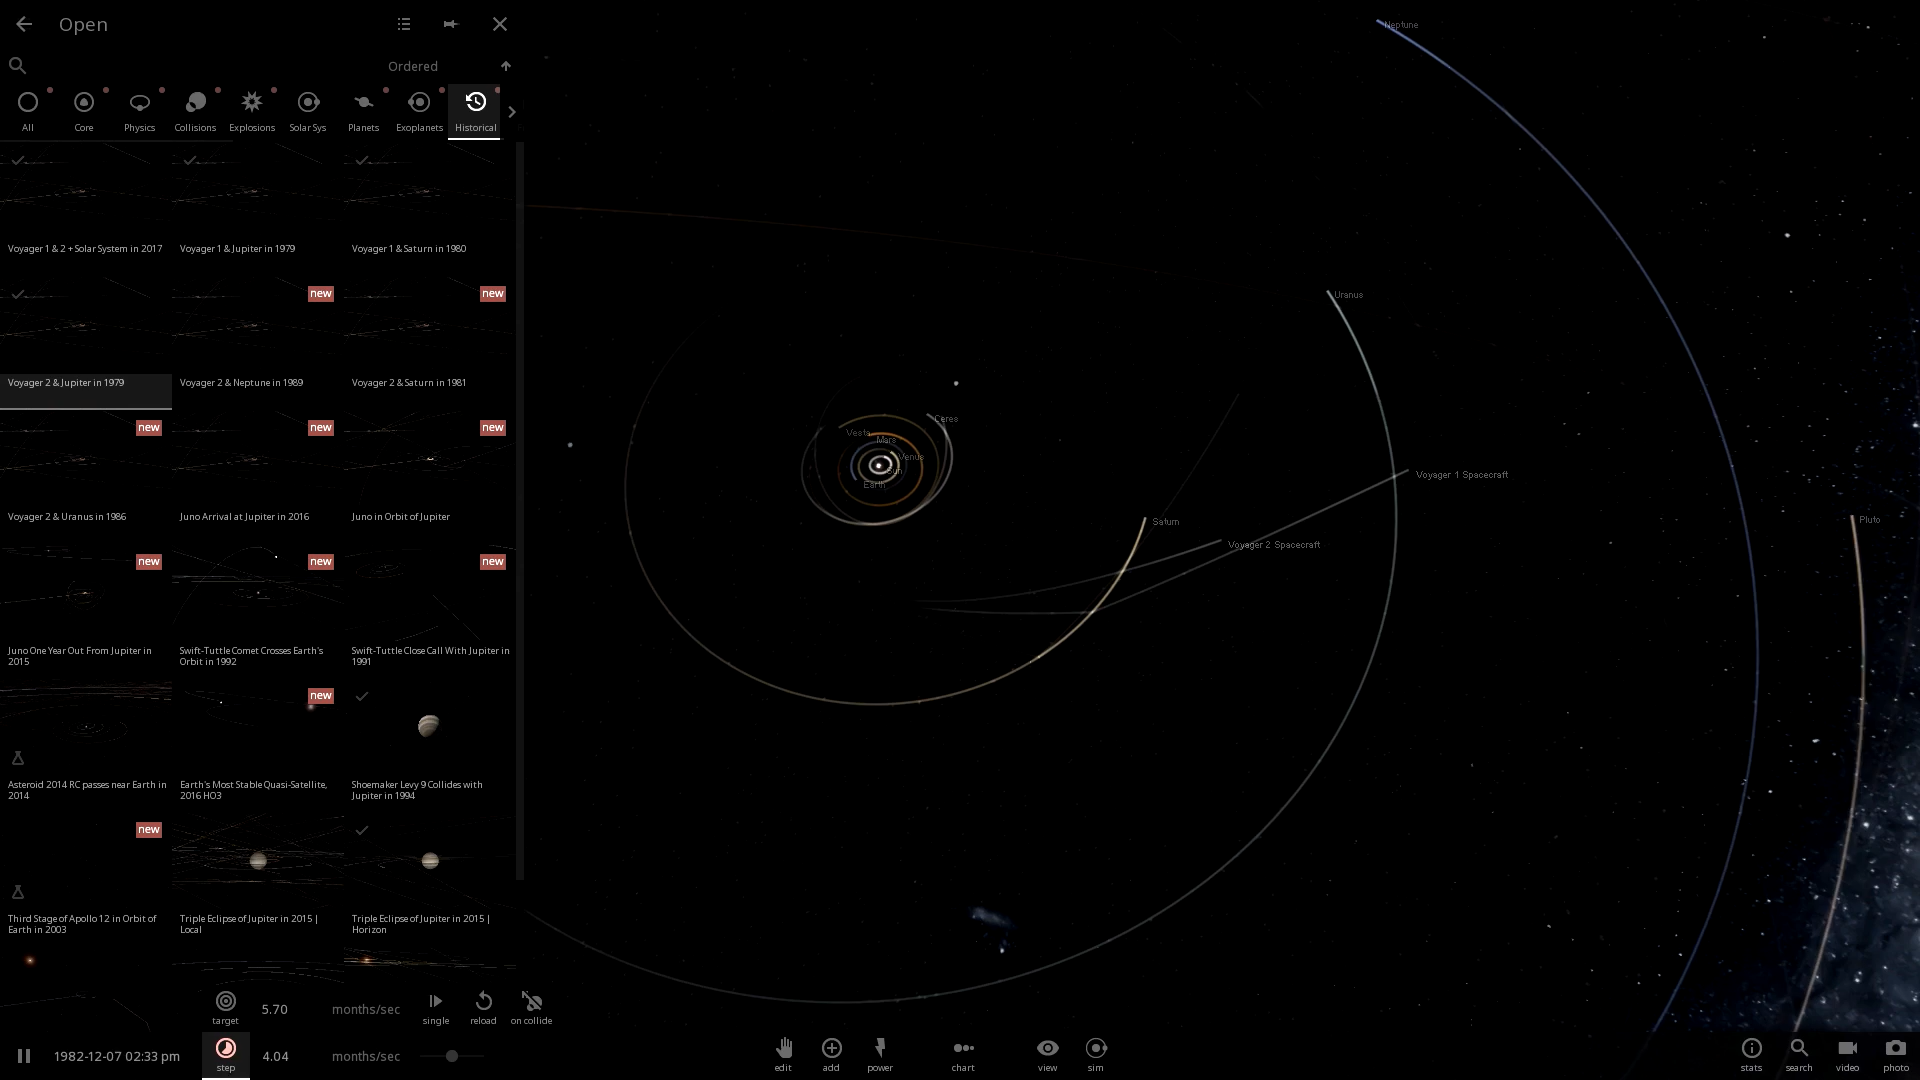 Open
Ordered
All
Core
Physics
Collisions
Explosions
Solar Sys
Planets
Exoplanets
Historical
Voyager 1 & 2 + Solar System in 2017
Voyager 1 & Jupiter in 1979
Voyager 1 & Saturn in 1980
new
new
Voyager 2 & Jupiter in 1979
Voyager 2 & Neptune in 1989
Voyager 2 & Saturn in 1981
new
new
new
Voyager 2 & Uranus in 1986
Juno Arrival at Jupiter in 2016
Juno in Orbit of Jupiter
new
new
new
Juno One Year Out From Jupiter in
2015
Swift-Tuttle Comet Crosses Earth's
Orbit in 1992
Swift-Tuttle Close Call With Jupiter in
1991
new
Asteroid 2014 RC passes near Earth in
2014
Earth's Most Stable Quasi-Satellite,
2016 HO3
Shoemaker Levy 9 Collides with
Jupiter in 1994
new
Third Stage of Apollo 12 in Orbit of
Earth in 2003
Triple Eclipse of Jupiter in 2015 |
Local
Triple Eclipse of Jupiter in 2015 |
Horizon
target
5.70
months/sec
single
reload
on collide
1982-12-07 02:33 pm
step
4.04
months/sec
Neptune
Uranus
Ceres
Vesta
Mars
Venus
Sun
Earth
Voyager 1 Spacecraft
Saturn
Voyager 2 Spacecraft
Pluto
edit
add
power
chart
view
sim
stats
search
video
photo